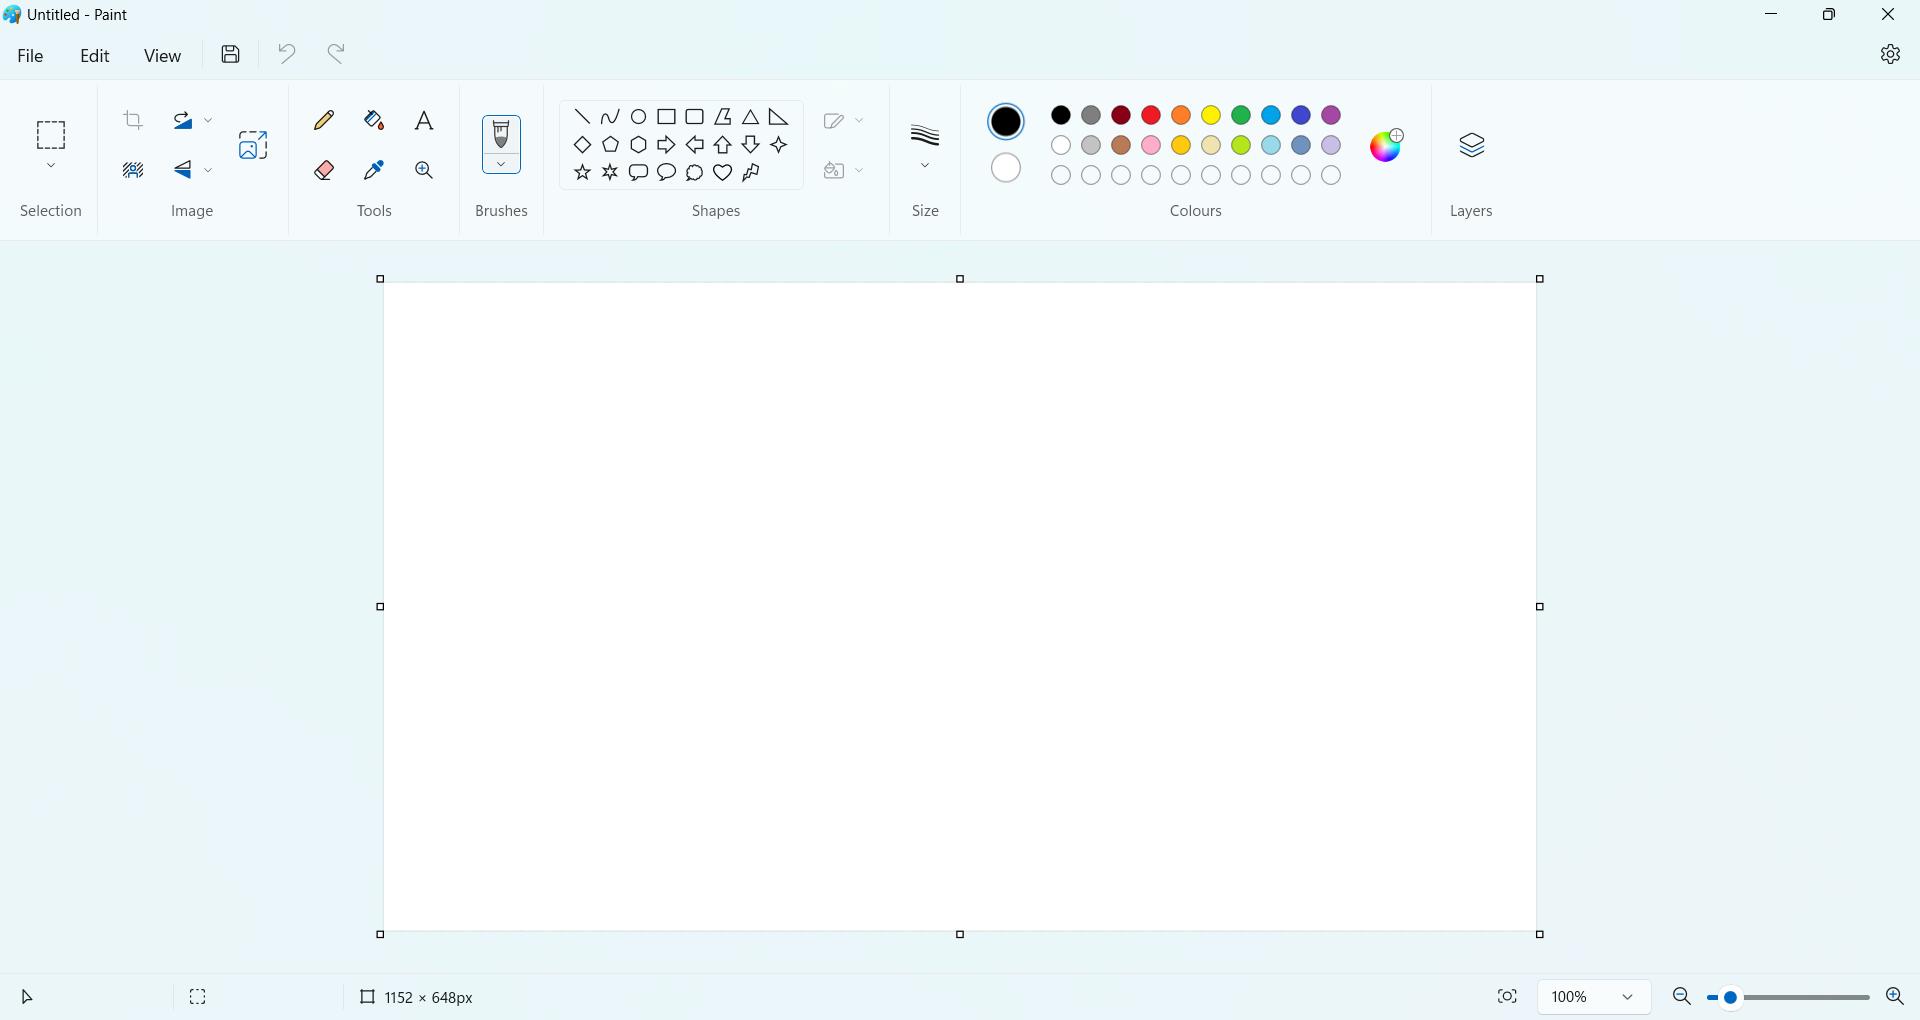 Untitled - Paint
File Edit View
Selection Image Tools Brushes Shapes Size Colours Layers
1152 × 648px 100%